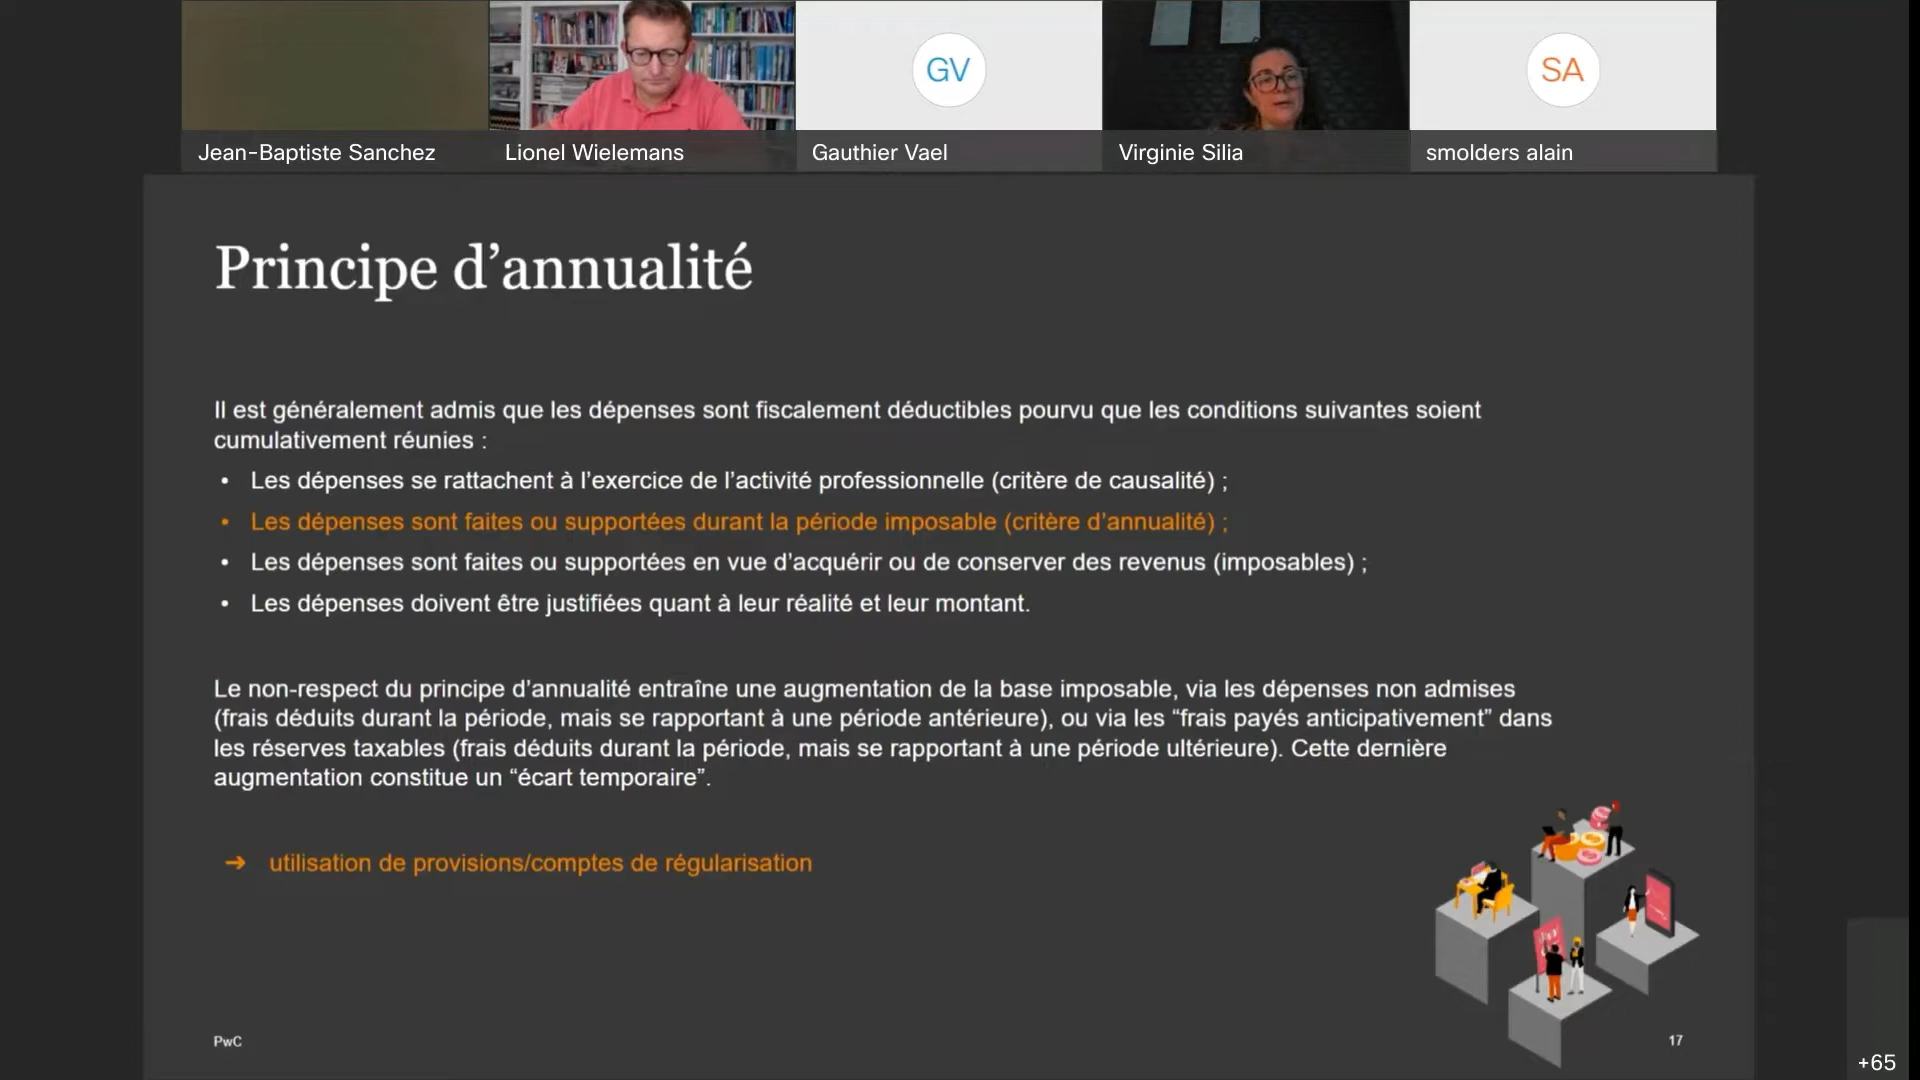 GV
SA
Jean-Baptiste Sanchez
Lionel Wielemans
Gauthier Vael
Virginie Silia
smolders alain
Principe d’annualité
Il est généralement admis que les dépenses sont fiscalement déductibles pourvu que les conditions suivantes soient
cumulativement réunies :
• Les dépenses se rattachent à l’exercice de l’activité professionnelle (critère de causalité) ;
• Les dépenses sont faites ou supportées durant la période imposable (critère d’annualité) ;
• Les dépenses sont faites ou supportées en vue d’acquérir ou de conserver des revenus (imposables) ;
• Les dépenses doivent être justifiées quant à leur réalité et leur montant.
Le non-respect du principe d’annualité entraîne une augmentation de la base imposable, via les dépenses non admises
(frais déduits durant la période, mais se rapportant à une période antérieure), ou via les “frais payés anticipativement” dans
les réserves taxables (frais déduits durant la période, mais se rapportant à une période ultérieure). Cette dernière
augmentation constitue un “écart temporaire”.
➔ utilisation de provisions/comptes de régularisation
PwC
17
+65